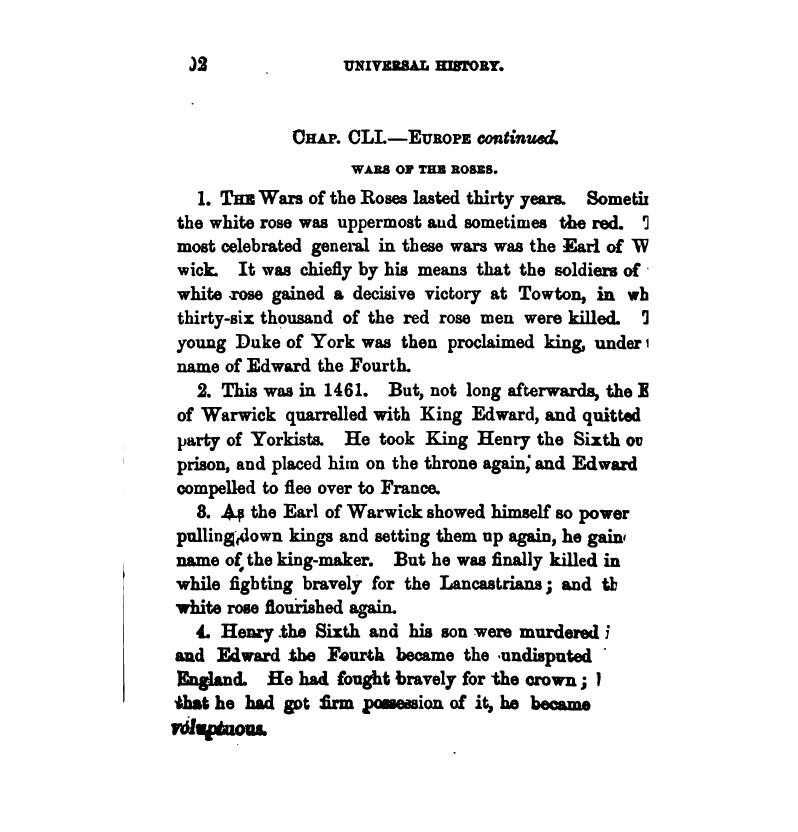 02 UNIVERSAL HISTORY.
CHAP. CLI.—EUROPE continued.
WARS OF THE ROSES.
1. THE Wars of the Roses lasted thirty years.
the white rose was uppermost and sometimes the red.
most celebrated general in these wars was the Earl of W
wick. It was chiefly by his means that the soldiers of
white rose gained a decisive victory at Towton, in wh
thirty-six thousand of the red rose men were killed.
young Duke of York was then proclaimed king, under
name of Edward the Fourth.
2. This was in 1461. But, not long afterwards, the E
of Warwick quarrelled with King Edward, and quitted
party of Yorkists. He took King Henry the Sixth ou
prison, and placed him on the throne again, and Edward
compelled to flee over to France.
3. As the Earl of Warwick showed himself so power
pulling down kings and setting them up again, he gain
name of the king-maker. But he was finally killed in
while fighting bravely for the Lancastrians; and th
white rose flourished again.
4. Henry the Sixth and his son were murdered
and Edward the Fourth became the undisputed
England. He had fought bravely for the crown;
that he had got firm possession of it, he became
voluptuous.